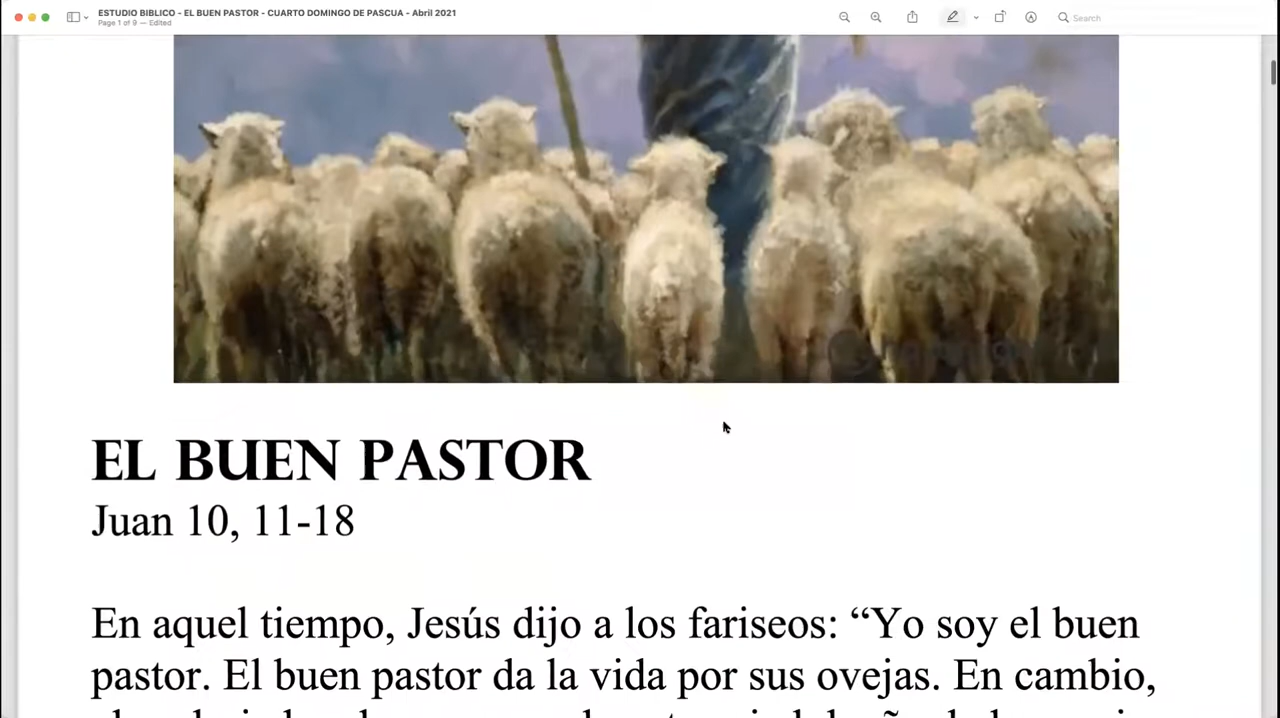 ESTUDIO BIBLICO - EL BUEN PASTOR - CUARTO DOMINGO DE PASCUA - Abril 2021
Page 1 of 9 — Edited
Search
EL BUEN PASTOR
Juan 10, 11-18
En aquel tiempo, Jesús dijo a los fariseos: “Yo soy el buen
pastor. El buen pastor da la vida por sus ovejas. En cambio,